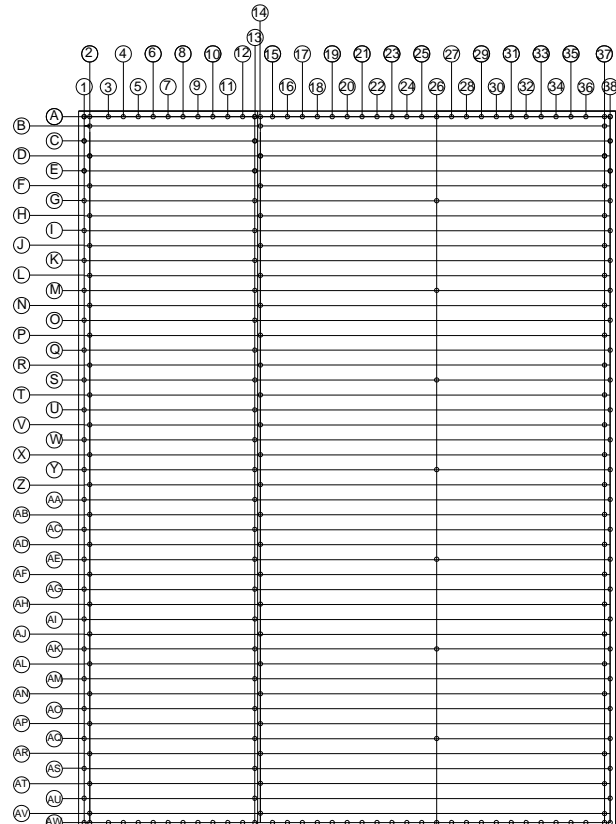 14
13
2 4 6 8 10 12 15 17 19 21 23 25 27 29 31 33 35 37
1 3 5 7 9 11 16 18 20 22 24 26 28 30 32 34 36 38
A
B
C
D
E
F
G
H
I
J
K
L
M
N
O
P
Q
R
S
T
U
V
W
X
Y
Z
AA
AB
AC
AD
AE
AF
AG
AH
AI
AJ
AK
AL
AM
AN
AO
AP
AQ
AR
AS
AT
AU
AV
AW